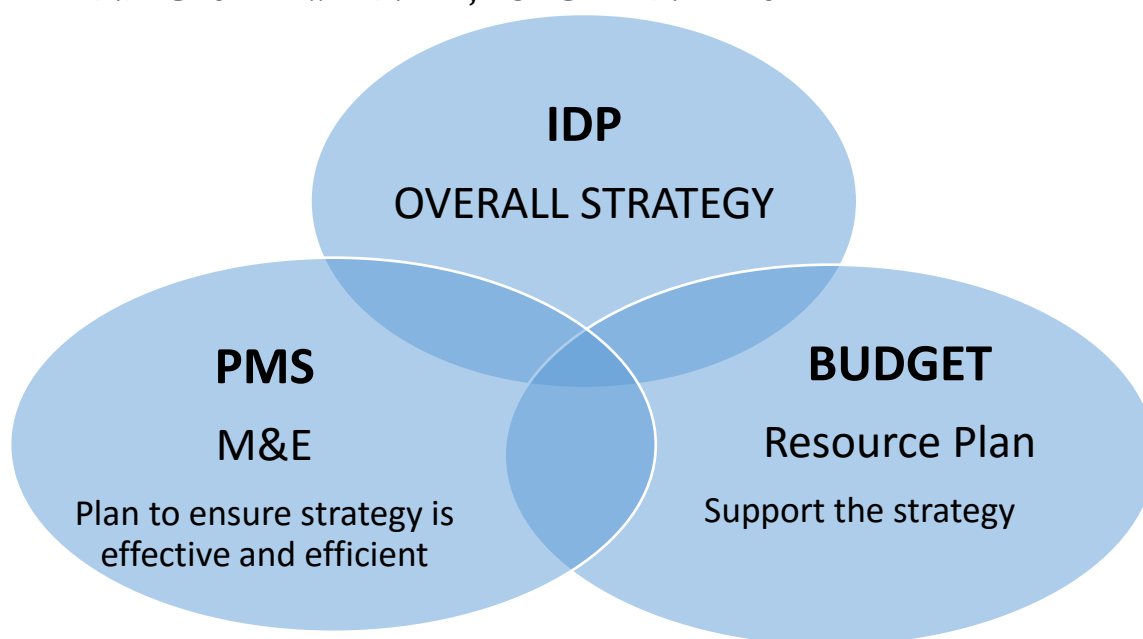 IDP
OVERALL STRATEGY
PMS
M&E
Plan to ensure strategy is
effective and efficient
BUDGET
Resource Plan
Support the strategy